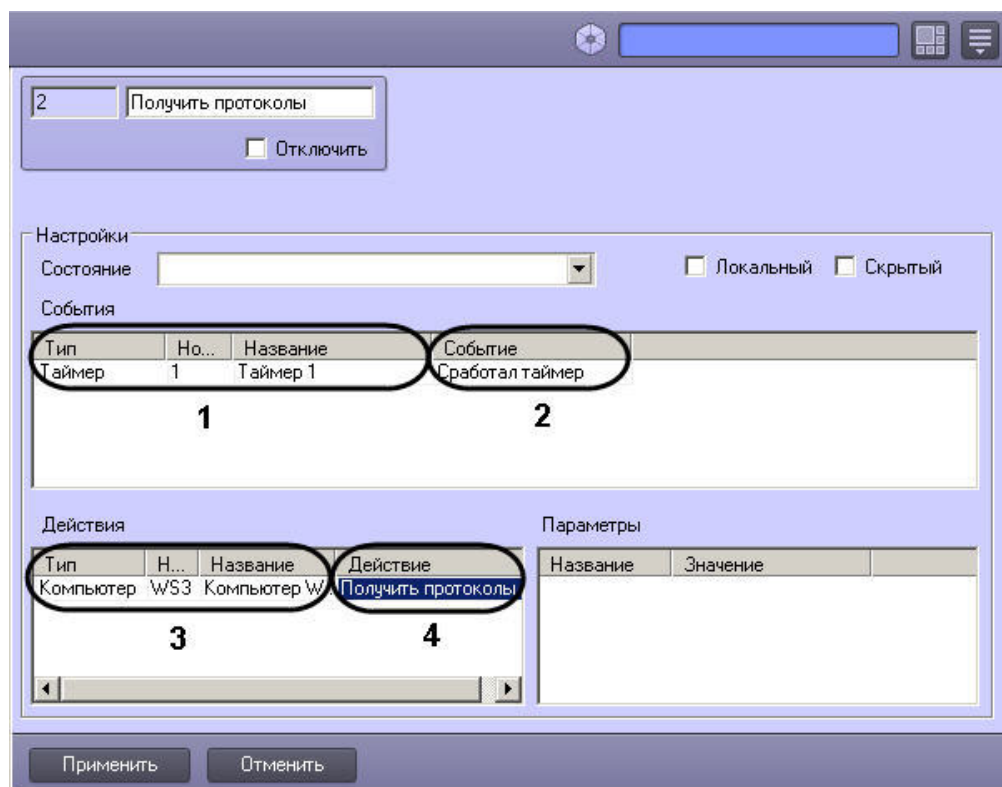 2 Получить протоколы
Отключить
Настройки
Состояние
Локальный Скрытый
События
Тип Но... Название Событие
Таймер 1 Таймер 1 Сработал таймер
1 2
Действия Параметры
Тип Н... Название Действие Название Значение
Компьютер WS3 Компьютер W... Получить протоколы
3 4
Применить Отменить